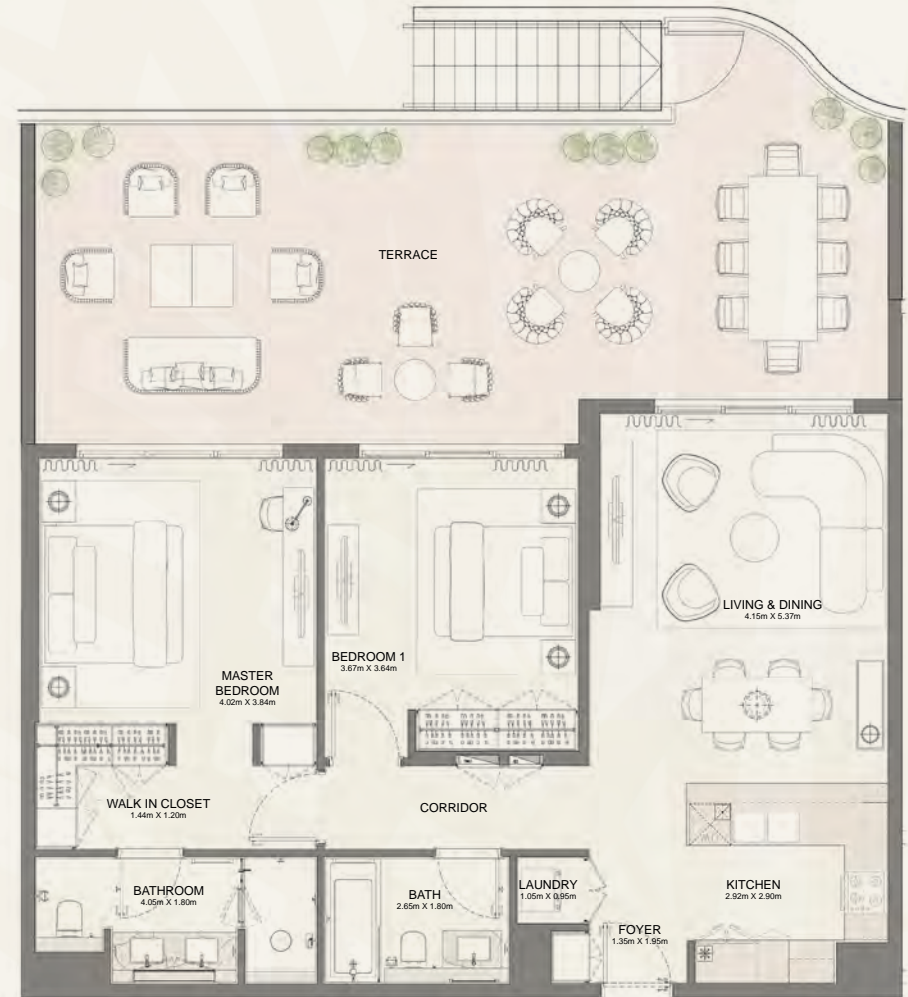 TERRACE
LIVING & DINING
4.15m X 5.37m
BEDROOM 1
3.67m X 3.64m
MASTER
BEDROOM
4.02m X 3.84m
WALK IN CLOSET
1.44m X 1.20m
CORRIDOR
BATHROOM
4.05m X 1.80m
BATH
2.65m X 1.80m
LAUNDRY
1.05m X 0.95m
KITCHEN
2.92m X 2.90m
FOYER
1.35m X 1.95m